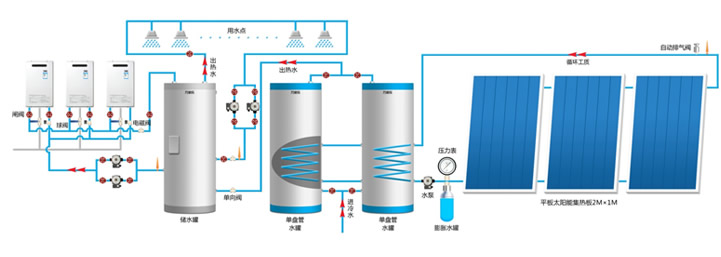 用水点
自动排气阀
循环工质
出热水
出热水
闸阀
球阀
电磁阀
压力表
单向阀
进冷水
水泵
储水罐
单盘管
水罐
单盘管
水罐
膨胀水罐
平板太阳能集热板2M×1M